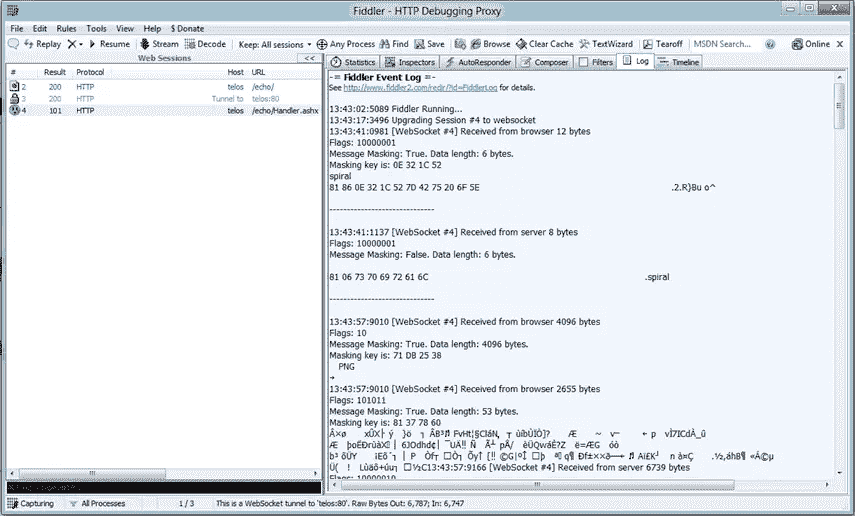 Fiddler - HTTP Debugging Proxy
File Edit Rules Tools View Help $ Donate
Replay Resume Stream Decode Keep: All sessions Any Process Find Save Browse Clear Cache TextWizard Tearoff MSDN Search... Online
Web Sessions <<
Statistics Inspectors AutoResponder Composer Filters Log Timeline
# Result Protocol Host URL
2 200 HTTP telos /echo/
3 200 HTTP Tunnel to telos:80
4 101 HTTP telos /echo/Handler.ashx
-= Fiddler Event Log =-
See http://www.fiddler2.com/redir/?id=FiddlerLog for details.
13:43:02:5089 Fiddler Running...
13:43:17:3496 Upgrading Session #4 to websocket
13:43:41:0981 [WebSocket #4] Received from browser 12 bytes
Flags: 10000001
Message Masking: True. Data length: 6 bytes.
Masking key is: 0E 32 1C 52
spiral
81 86 0E 32 1C 52 7D 42 75 20 6F 5E .2.R}Bu o^
-----------------------------
13:43:41:1137 [WebSocket #4] Received from server 8 bytes
Flags: 10000001
Message Masking: False. Data length: 6 bytes.
81 06 73 70 69 72 61 6C .spiral
-----------------------------
13:43:57:9010 [WebSocket #4] Received from browser 4096 bytes
Flags: 10
Message Masking: True. Data length: 4096 bytes.
Masking key is: 71 DB 25 38
PNG
13:43:57:9010 [WebSocket #4] Received from browser 2655 bytes
Flags: 101011
Message Masking: True. Data length: 53 bytes.
Masking key is: 81 37 78 60
13:43:57:9166 [WebSocket #4] Received from server 6739 bytes
Flags: 10000010
Capturing All Processes 1 / 3 This is a WebSocket tunnel to 'telos:80'. Raw Bytes Out: 6,787; In: 6,747